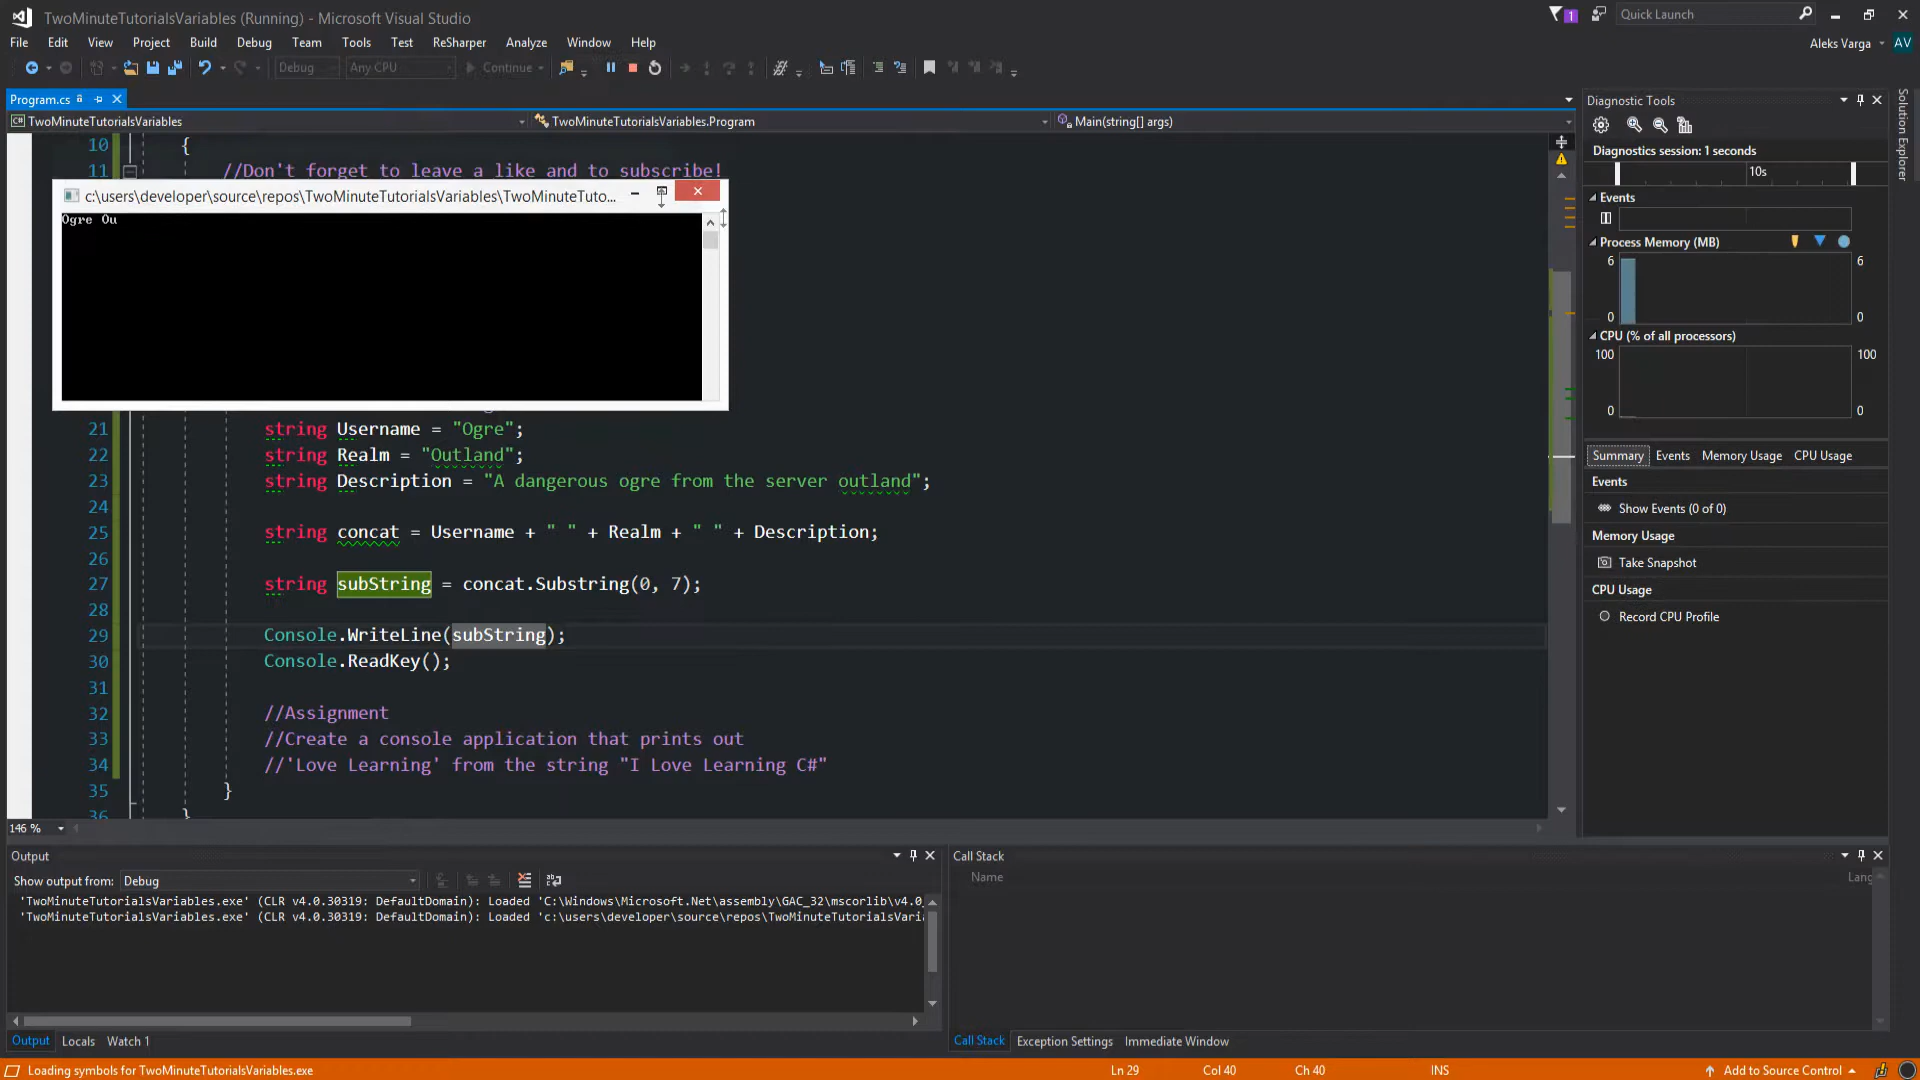 TwoMinuteTutorialsVariables (Running) - Microsoft Visual Studio
1
Quick Launch
File Edit View Project Build Debug Team Tools Test ReSharper Analyze Window Help
Aleks Varga AV
Debug Any CPU Continue
Program.cs
TwoMinuteTutorialsVariables TwoMinuteTutorialsVariables.Program Main(string[] args)
10 {
11 //Don't forget to leave a like and to subscribe!
c:\users\developer\source\repos\TwoMinuteTutorialsVariables\TwoMinuteTuto...
Ogre Ou
21 string Username = "Ogre";
22 string Realm = "Outland";
23 string Description = "A dangerous ogre from the server outland";
24
25 string concat = Username + " " + Realm + " " + Description;
26
27 string subString = concat.Substring(0, 7);
28
29 Console.WriteLine(subString);
30 Console.ReadKey();
31
32 //Assignment
33 //Create a console application that prints out
34 //'Love Learning' from the string "I Love Learning C#"
35 }
36 }
146 %
Diagnostic Tools
Diagnostics session: 1 seconds
10s
Events
Process Memory (MB)
6 6
0 0
CPU (% of all processors)
100 100
0 0
Summary Events Memory Usage CPU Usage
Events
Show Events (0 of 0)
Memory Usage
Take Snapshot
CPU Usage
Record CPU Profile
Solution Explorer
Output
Show output from: Debug
'TwoMinuteTutorialsVariables.exe' (CLR v4.0.30319: DefaultDomain): Loaded 'C:\Windows\Microsoft.Net\assembly\GAC_32\mscorlib\v4.0_
'TwoMinuteTutorialsVariables.exe' (CLR v4.0.30319: DefaultDomain): Loaded 'c:\users\developer\source\repos\TwoMinuteTutorialsVaria
Output Locals Watch 1
Call Stack
Name Lang
Call Stack Exception Settings Immediate Window
Loading symbols for TwoMinuteTutorialsVariables.exe Ln 29 Col 40 Ch 40 INS Add to Source Control